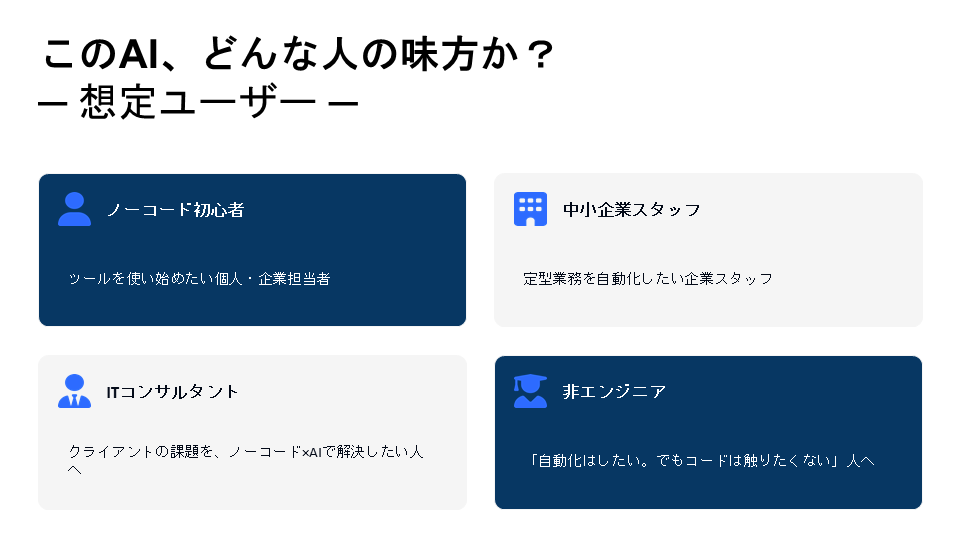 このAI、どんな人の味方か？
― 想定ユーザー ―
ノーコード初心者
ツールを使い始めたい個人・企業担当者
中小企業スタッフ
定型業務を自動化したい企業スタッフ
ITコンサルタント
クライアントの課題を、ノーコード×AIで解決したい人
へ
非エンジニア
「自動化はしたい。でもコードは触りたくない」人へ